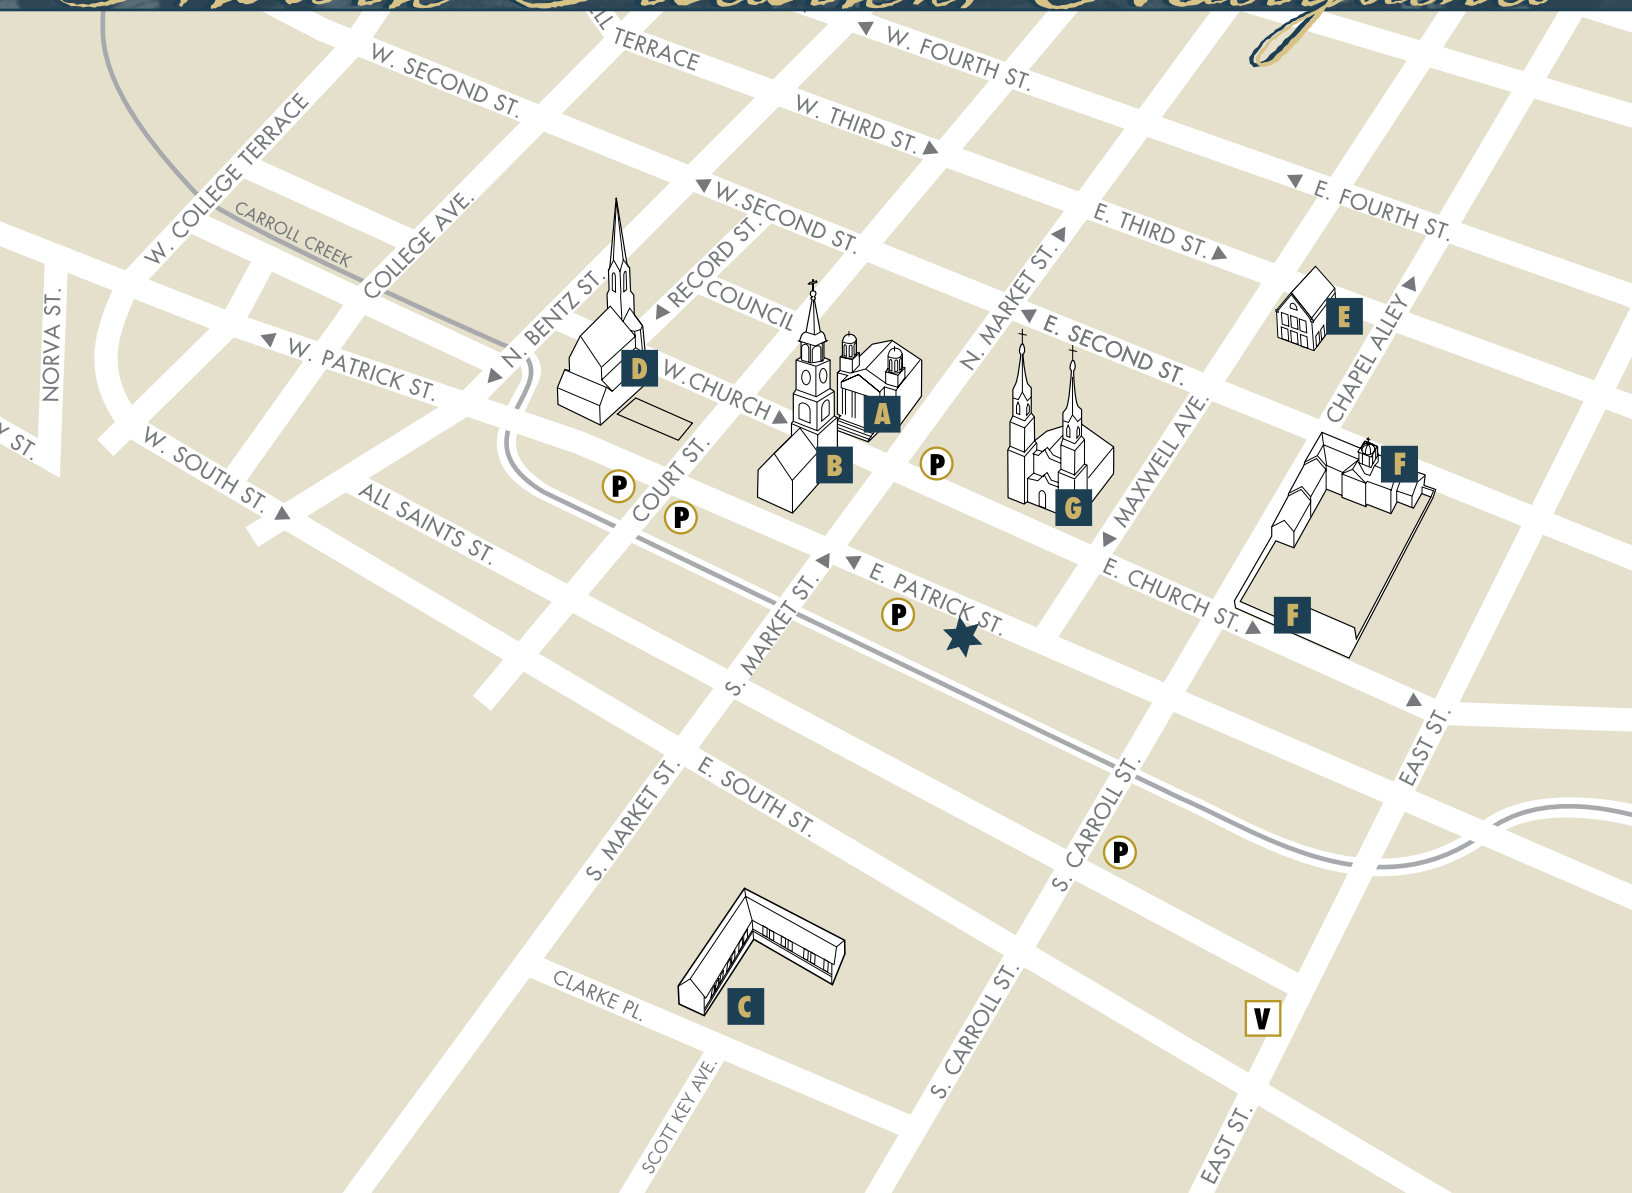 TERRACE
W. FOURTH ST.
W. SECOND ST.
W. THIRD ST.
W. COLLEGE TERRACE
E. FOURTH ST.
CARROLL CREEK
COLLEGE AVE.
W. SECOND ST.
E. THIRD ST.
RECORD ST.
N. BENTZ ST.
COUNCIL
N. MARKET ST.
E. SECOND ST.
E
CHAPEL ALLEY
NORVA ST.
W. PATRICK ST.
D
W. CHURCH
A
B
P
G
F
MAXWELL AVE.
Y ST.
W. SOUTH ST.
ALL SAINTS ST.
P
COURT ST.
P
E. PATRICK ST.
E. CHURCH ST.
P
F
S. MARKET ST.
EAST ST.
S. MARKET ST.
E. SOUTH ST.
S. CARROLL ST.
P
C
CLARKE PL.
V
S. CARROLL ST.
SCOTT KEY AVE.
EAST ST.